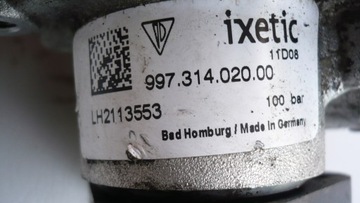 ixetic
11D08
997.314.020.00
LH2113553
100 bar
Bad Homburg / Made in Germany